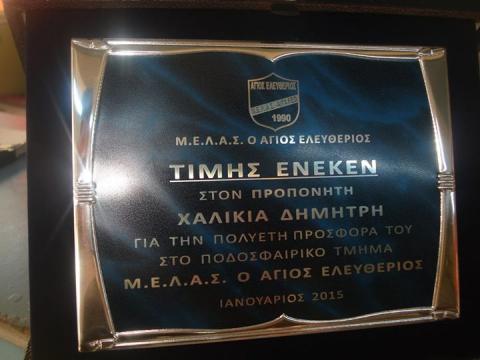 ΑΓΙΟΣ ΕΛΕΥΘΕΡΙΟΣ
1990
Μ.Ε.Λ.Α.Σ. Ο ΑΓΙΟΣ ΕΛΕΥΘΕΡΙΟΣ
ΤΙΜΗΣ ΕΝΕΚΕΝ
ΣΤΟΝ ΠΡΟΠΟΝΗΤΗ
ΧΑΛΙΚΙΑ ΔΗΜΗΤΡΗ
ΓΙΑ ΤΗΝ ΠΟΛΥΕΤΗ ΠΡΟΣΦΟΡΑ ΤΟΥ
ΣΤΟ ΠΟΔΟΣΦΑΙΡΙΚΟ ΤΜΗΜΑ
Μ.Ε.Λ.Α.Σ. Ο ΑΓΙΟΣ ΕΛΕΥΘΕΡΙΟΣ
ΙΑΝΟΥΑΡΙΟΣ 2015